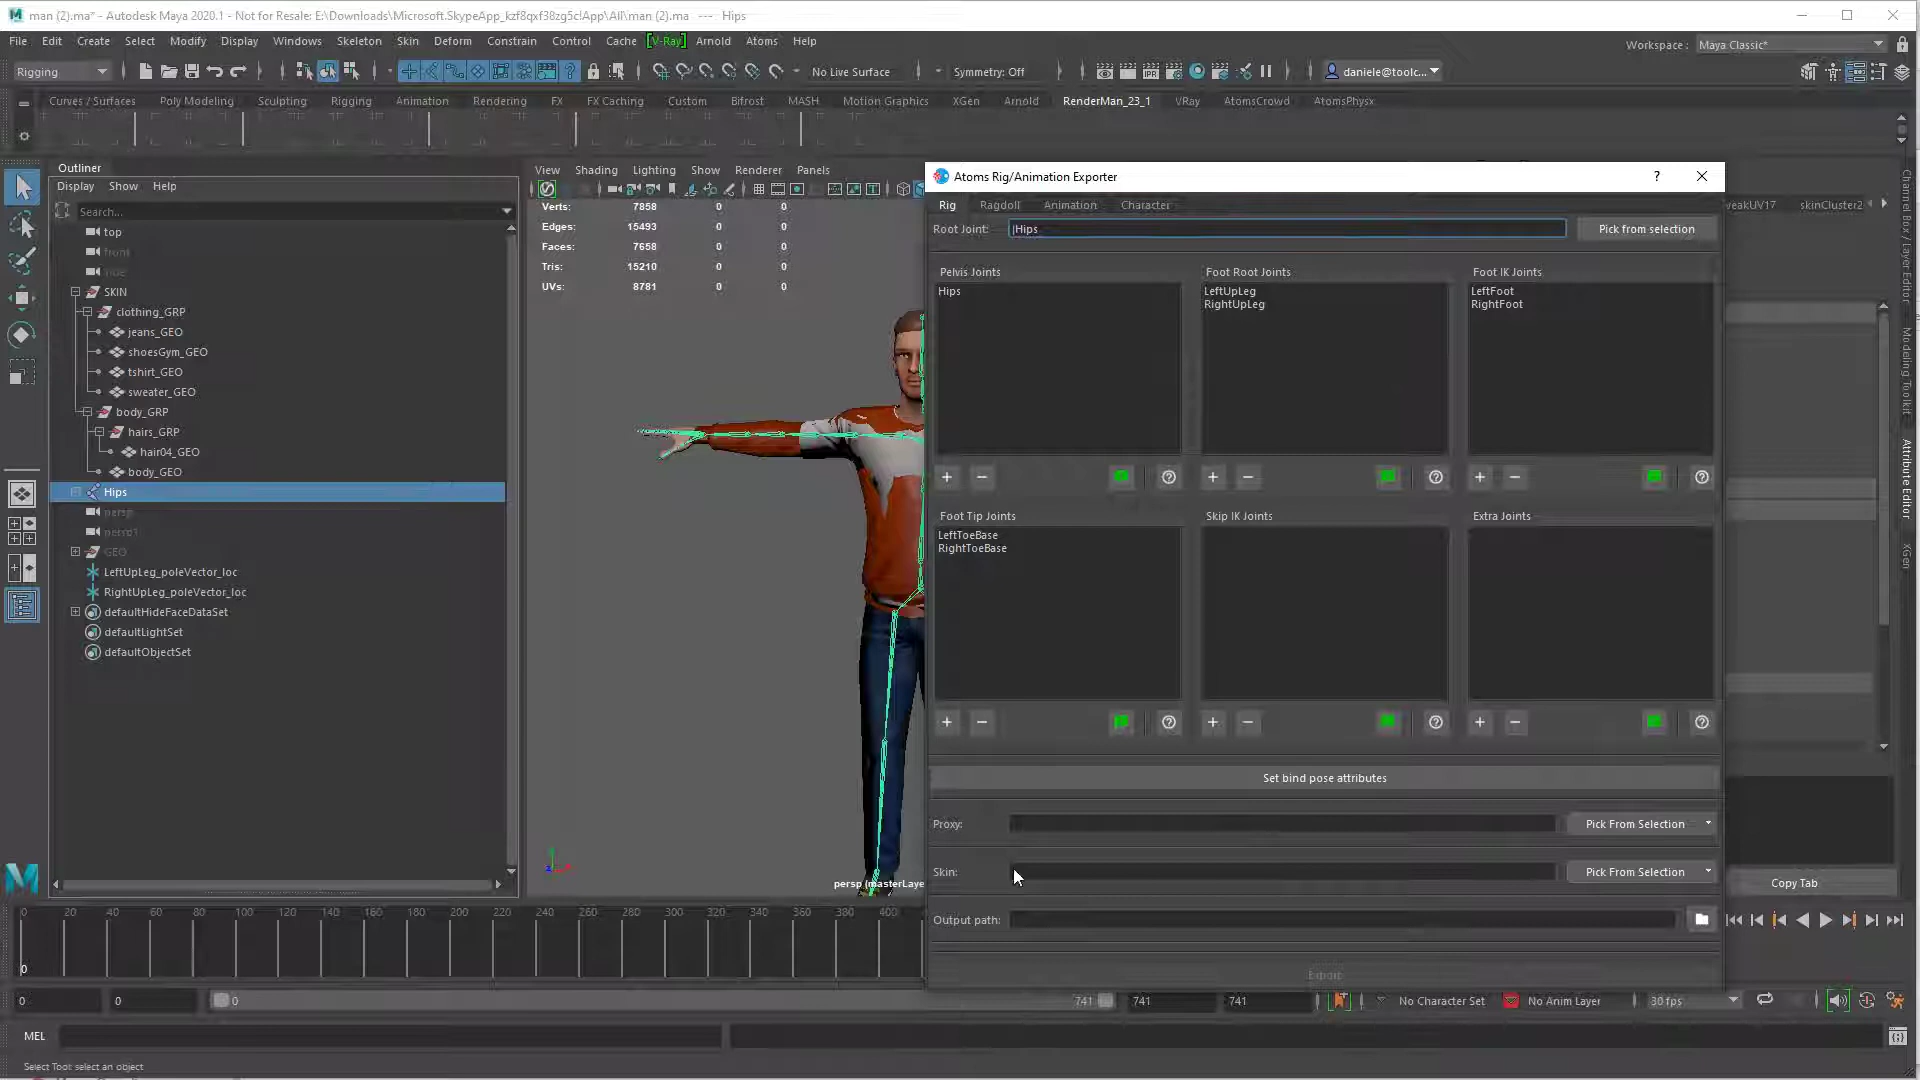 man (2).ma* - Autodesk Maya 2020.1 - Not for Resale: E:\Downloads\Microsoft.SkypeApp_kzf8qxf38zg5c!App\All\man (2).ma --- Hips
File Edit Create Select Modify Display Windows Skeleton Skin Deform Constrain Control Cache [V-Ray] Arnold Atoms Help
Workspace : Maya Classic*
Rigging
No Live Surface
Symmetry: Off
daniele@toolc...
Curves / Surfaces Poly Modeling Sculpting Rigging Animation Rendering FX FX Caching Custom Bifrost MASH Motion Graphics XGen Arnold RenderMan_23_1 VRay AtomsCrowd AtomsPhysx
Outliner
Display Show Help
Search...
top
front
side
SKIN
clothing_GRP
jeans_GEO
shoesGym_GEO
tshirt_GEO
sweater_GEO
body_GRP
hairs_GRP
hair04_GEO
body_GEO
Hips
persp
persp1
GEO
LeftUpLeg_poleVector_loc
RightUpLeg_poleVector_loc
defaultHideFaceDataSet
defaultLightSet
defaultObjectSet
View Shading Lighting Show Renderer Panels
Verts: 7858 0 0
Edges: 15493 0 0
Faces: 7658 0 0
Tris: 15210 0 0
UVs: 8781 0 0
persp (masterLaye
Atoms Rig/Animation Exporter
? 
Rig Ragdoll Animation Character
Root Joint: |Hips Pick from selection
Pelvis Joints Foot Root Joints Foot IK Joints
Hips LeftUpLeg LeftFoot
RightUpLeg RightFoot
+ - ? + - ? + - ?
Foot Tip Joints Skip IK Joints Extra Joints
LeftToeBase
RightToeBase
+ - ? + - ? + - ?
Set bind pose attributes
Proxy: Pick From Selection
Skin: Pick From Selection
Output path:
Export
eakUV17 skinCluster2
Copy Tab
Channel Box / Layer Editor
Modeling Toolkit
Attribute Editor
XGen
0 20 40 60 80 100 120 140 160 180 200 220 240 260 280 300 320 340 360 380 400
0
0 0 0 741 741 741 No Character Set No Anim Layer 30 fps
MEL
Select Tool: select an object